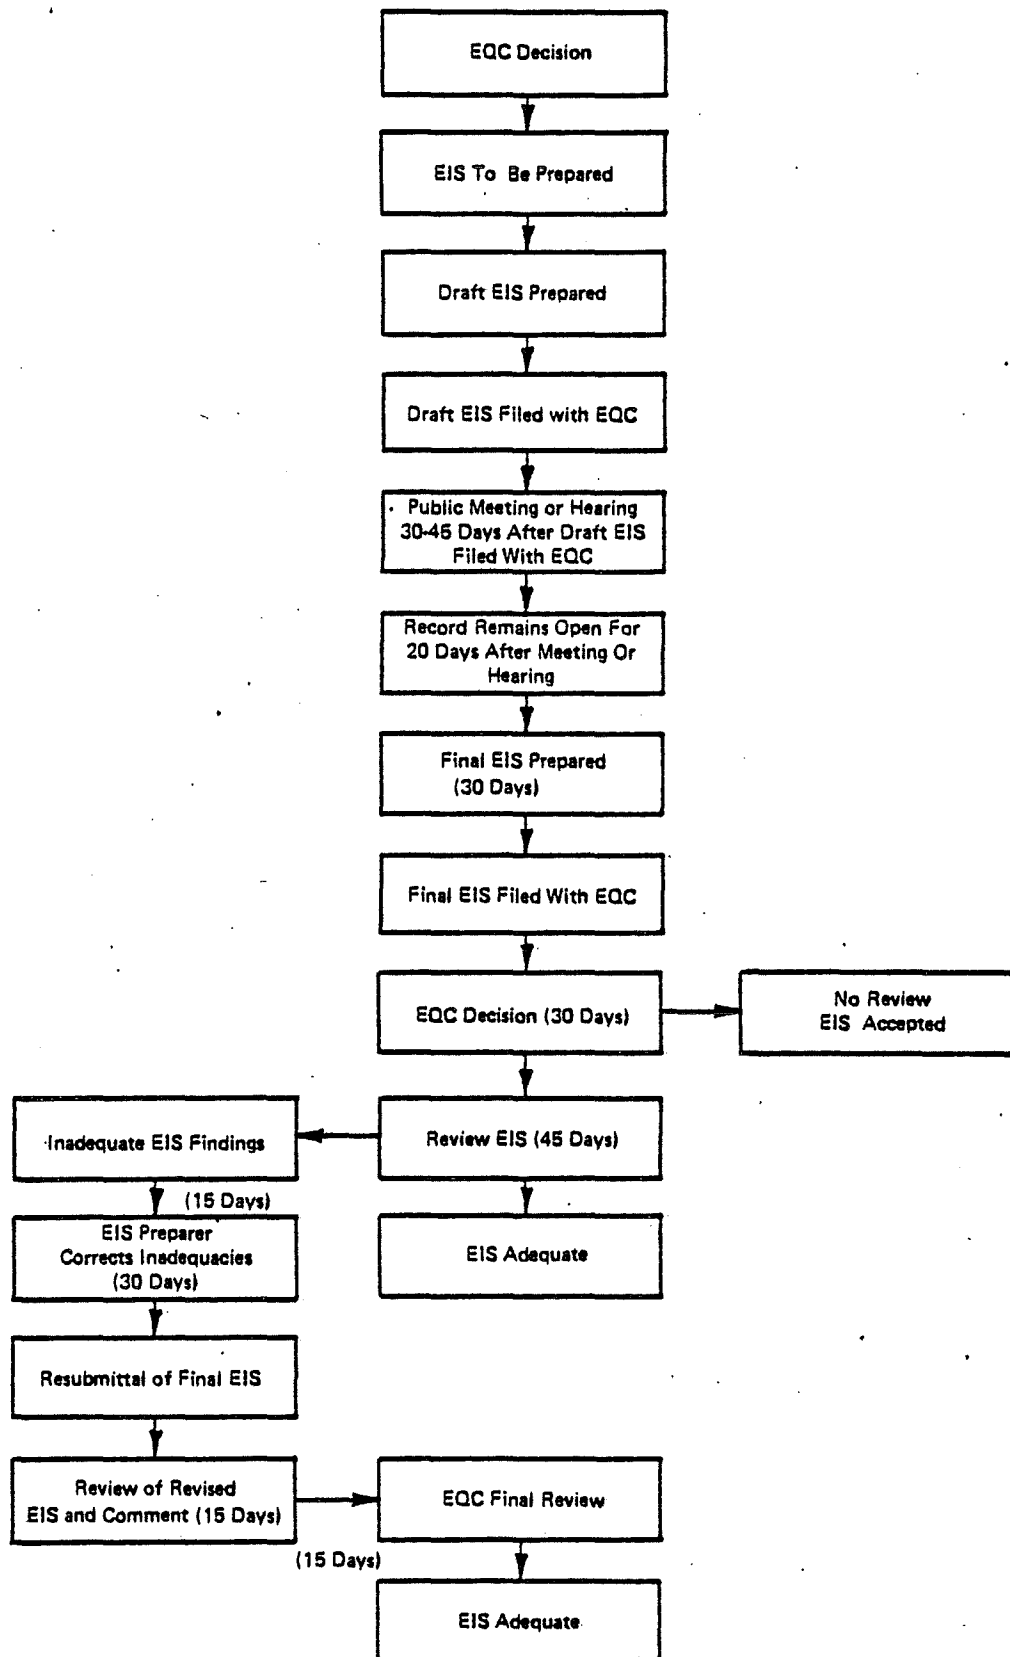 EQC Decision
EIS To Be Prepared
Draft EIS Prepared
Draft EIS Filed with EQC
Public Meeting or Hearing
30-45 Days After Draft EIS
Filed With EQC
Record Remains Open For
20 Days After Meeting Or
Hearing
Final EIS Prepared
(30 Days)
Final EIS Filed With EQC
EQC Decision (30 Days)
No Review
EIS Accepted
Inadequate EIS Findings
Review EIS (45 Days)
(15 Days)
EIS Preparer
Corrects Inadequacies
(30 Days)
EIS Adequate
Resubmittal of Final EIS
Review of Revised
EIS and Comment (15 Days)
EQC Final Review
(15 Days)
EIS Adequate